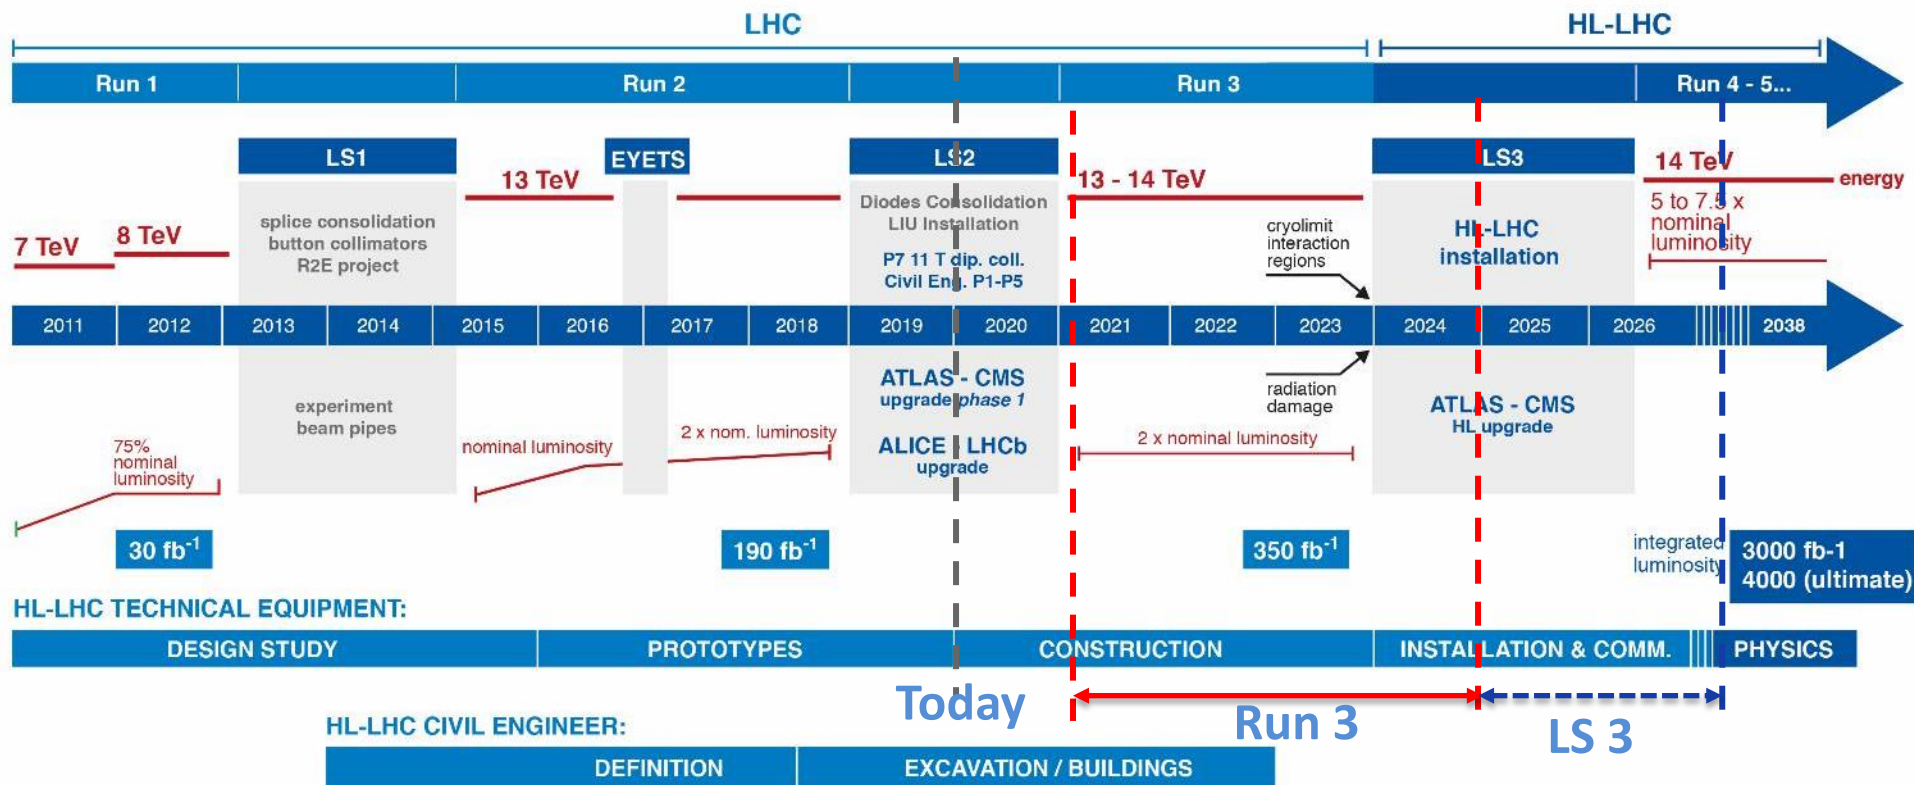 LHC
HL-LHC
Run 1
Run 2
Run 3
Run 4 - 5...
LS1
EYETS
LS2
LS3
13 TeV
13 - 14 TeV
14 TeV
energy
7 TeV
8 TeV
splice consolidation
button collimators
R2E project
Diodes Consolidation
LIU Installation
P7 11 T dip. coll.
Civil Eng. P1-P5
cryolimit
interaction
regions
HL-LHC
installation
5 to 7.5 x
nominal
luminosity
2011
2012
2013
2014
2015
2016
2017
2018
2019
2020
2021
2022
2023
2024
2025
2026
2038
75%
nominal
luminosity
experiment
beam pipes
nominal luminosity
2 x nom. luminosity
ATLAS - CMS
upgrade phase 1
ALICE - LHCb
upgrade
2 x nominal luminosity
radiation
damage
ATLAS - CMS
HL upgrade
30 fb-1
190 fb-1
350 fb-1
integrated
luminosity
3000 fb-1
4000 (ultimate)
HL-LHC TECHNICAL EQUIPMENT:
DESIGN STUDY
PROTOTYPES
CONSTRUCTION
INSTALLATION & COMM.
PHYSICS
Today
Run 3
LS 3
HL-LHC CIVIL ENGINEER:
DEFINITION
EXCAVATION / BUILDINGS